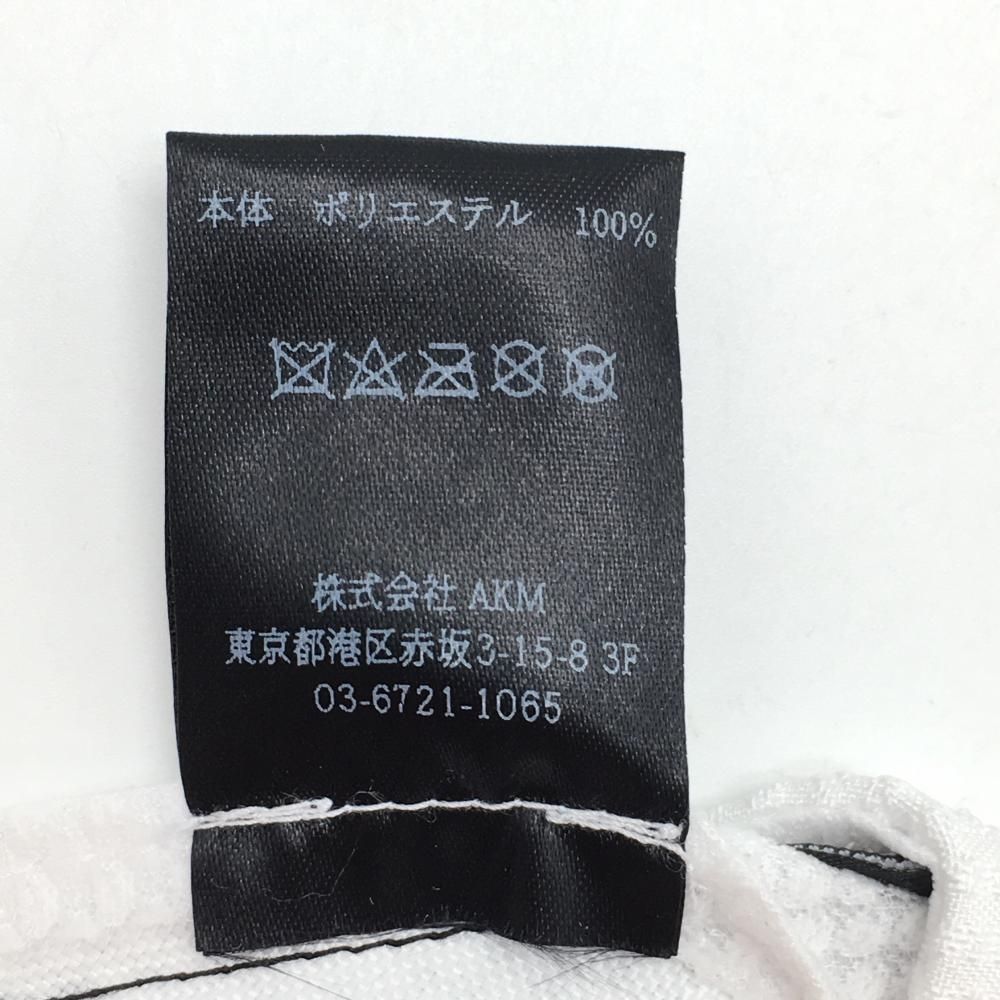 本体 ポリエステル 100%
株式会社 AKM
東京都港区赤坂3-15-8 3F
03-6721-1065